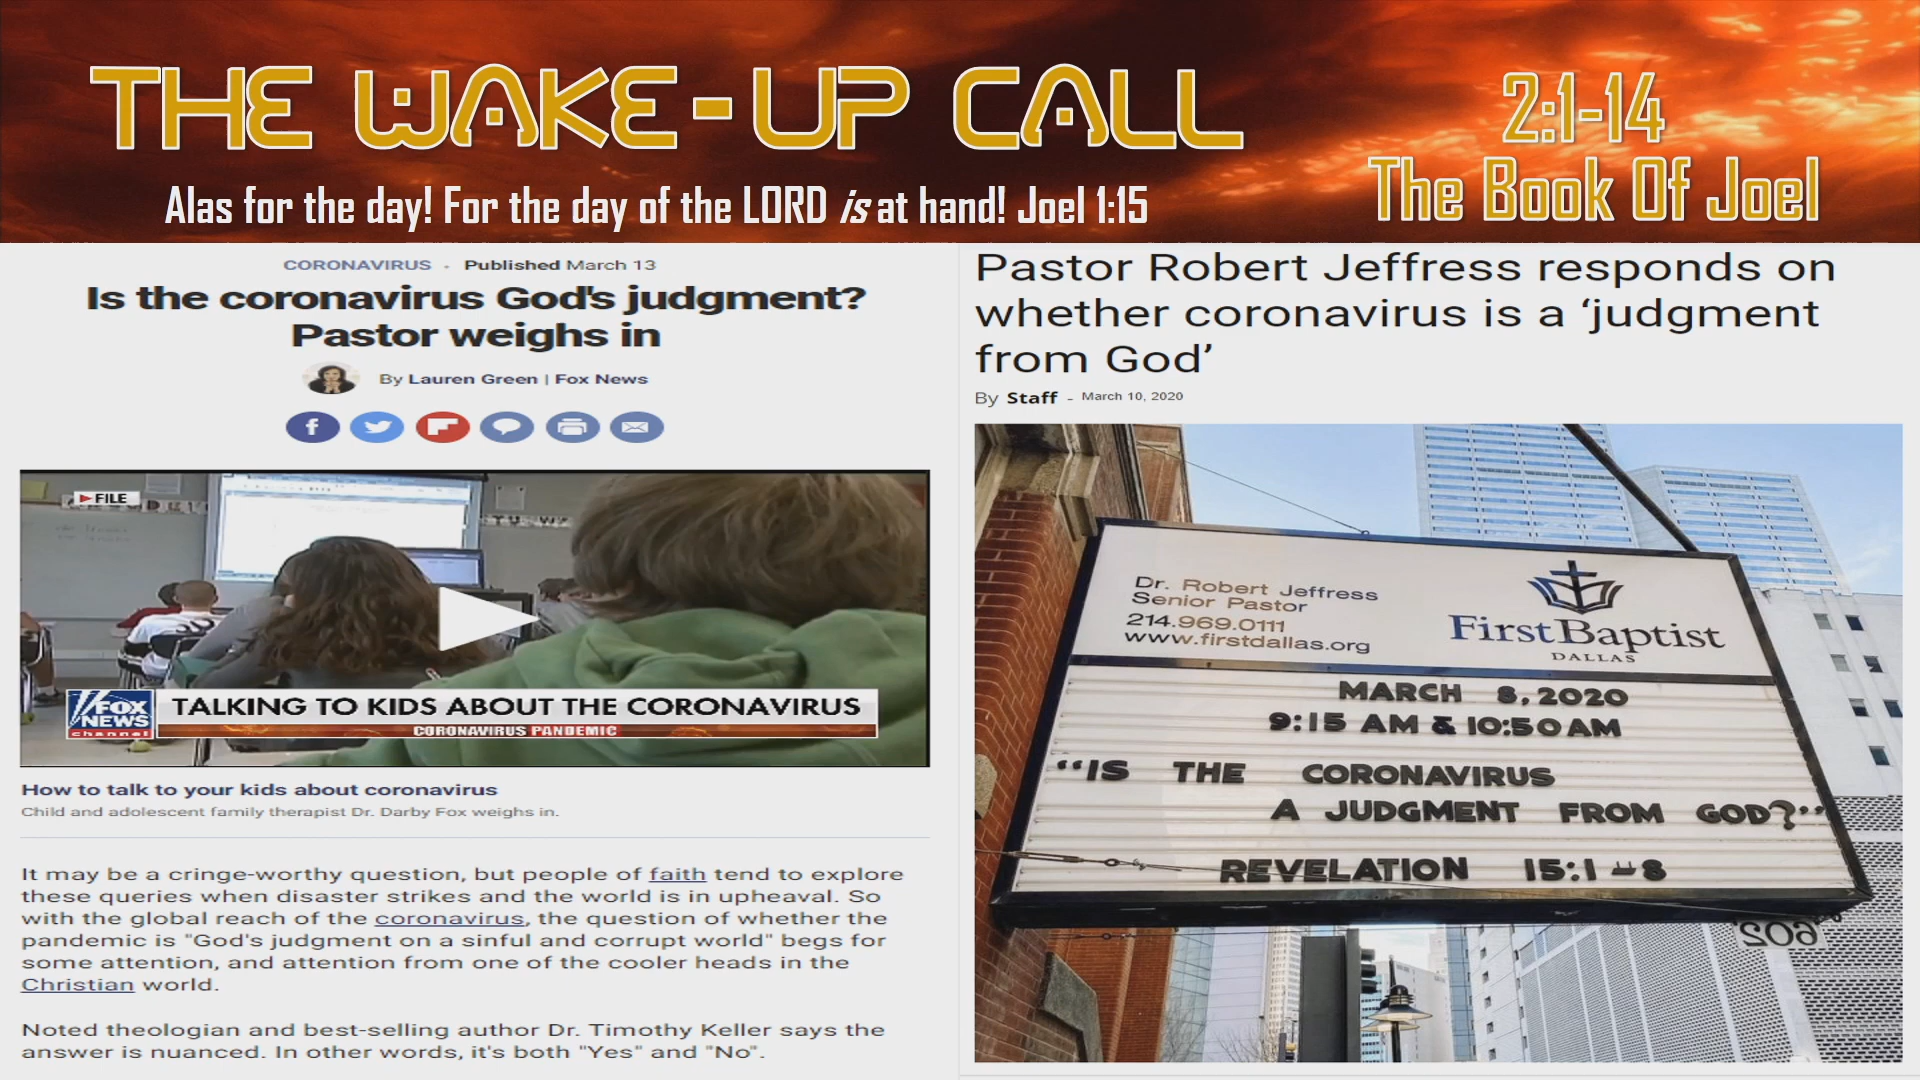 THE WAKE-UP CALL
Alas for the day! For the day of the LORD is at hand! Joel 1:15
2:1-14
The Book Of Joel
CORONAVIRUS - Published March 13
Is the coronavirus God's judgment?
Pastor weighs in
By Lauren Green | Fox News
FILE
FOX
NEWS
channel
TALKING TO KIDS ABOUT THE CORONAVIRUS
CORONAVIRUS PANDEMIC
How to talk to your kids about coronavirus
Child and adolescent family therapist Dr. Darby Fox weighs in.
It may be a cringe-worthy question, but people of faith tend to explore
these queries when disaster strikes and the world is in upheaval. So
with the global reach of the coronavirus, the question of whether the
pandemic is "God's judgment on a sinful and corrupt world" begs for
some attention, and attention from one of the cooler heads in the
Christian world.
Noted theologian and best-selling author Dr. Timothy Keller says the
answer is nuanced. In other words, it's both "Yes" and "No".
Pastor Robert Jeffress responds on
whether coronavirus is a ‘judgment
from God’
By Staff - March 10, 2020
Dr. Robert Jeffress
Senior Pastor
214.969.0111
www.firstdallas.org
FirstBaptist
DALLAS
MARCH 8, 2020
9:15 AM & 10:50 AM
“IS THE CORONAVIRUS
A JUDGMENT FROM GOD?”
REVELATION 15:1-8